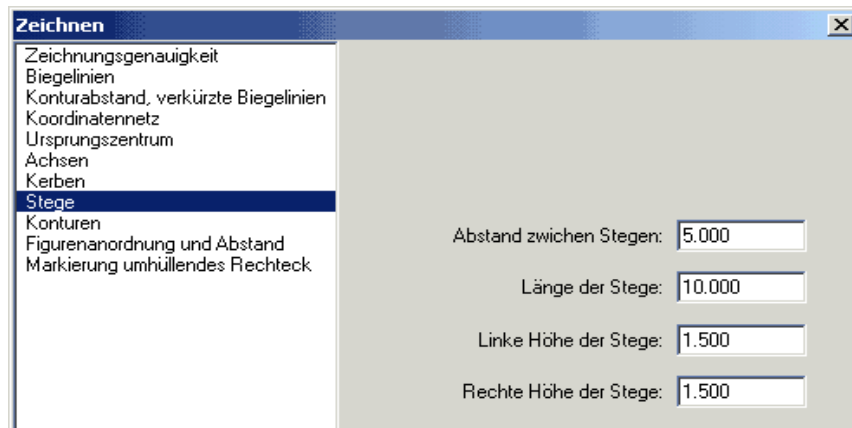 Zeichnen
Zeichnungsgenauigkeit
Biegelinien
Konturabstand, verkürzte Biegelinien
Koordinatennetz
Ursprungszentrum
Achsen
Kerben
Stege
Konturen
Figurenanordnung und Abstand
Markierung umhüllendes Rechteck
Abstand zwichen Stegen: 5.000
Länge der Stege: 10.000
Linke Höhe der Stege: 1.500
Rechte Höhe der Stege: 1.500